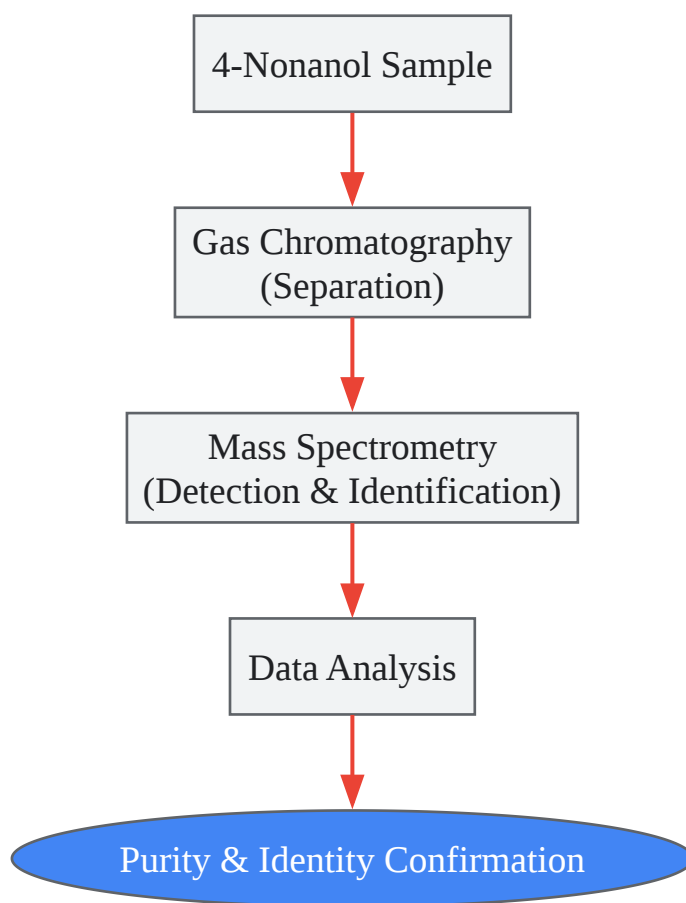 4-Nonanol Sample
Gas Chromatography
(Separation)
Mass Spectrometry
(Detection & Identification)
Data Analysis
Purity & Identity Confirmation